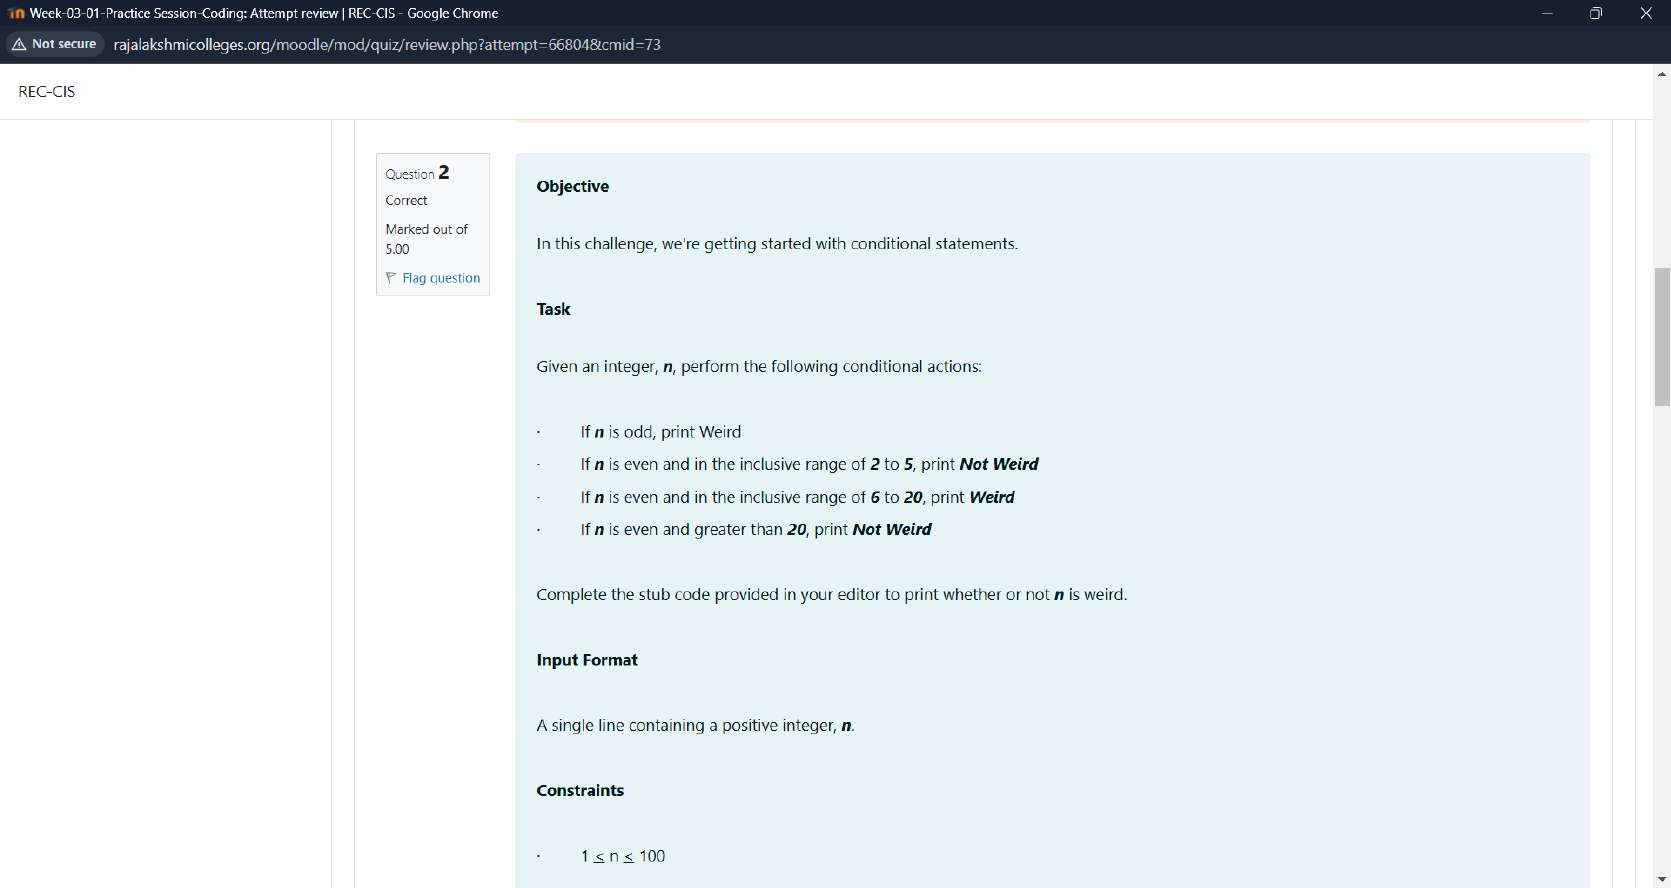 Week-03-01-Practice Session-Coding: Attempt review | REC-CIS - Google Chrome
Not secure rajalakshmicolleges.org/moodle/mod/quiz/review.php?attempt=66804&cmid=73
REC-CIS
Question 2
Correct
Marked out of
5.00
Flag question
Objective
In this challenge, we're getting started with conditional statements.
Task
Given an integer, n, perform the following conditional actions:
· If n is odd, print Weird
· If n is even and in the inclusive range of 2 to 5, print Not Weird
· If n is even and in the inclusive range of 6 to 20, print Weird
· If n is even and greater than 20, print Not Weird
Complete the stub code provided in your editor to print whether or not n is weird.
Input Format
A single line containing a positive integer, n.
Constraints
· 1 ≤ n ≤ 100